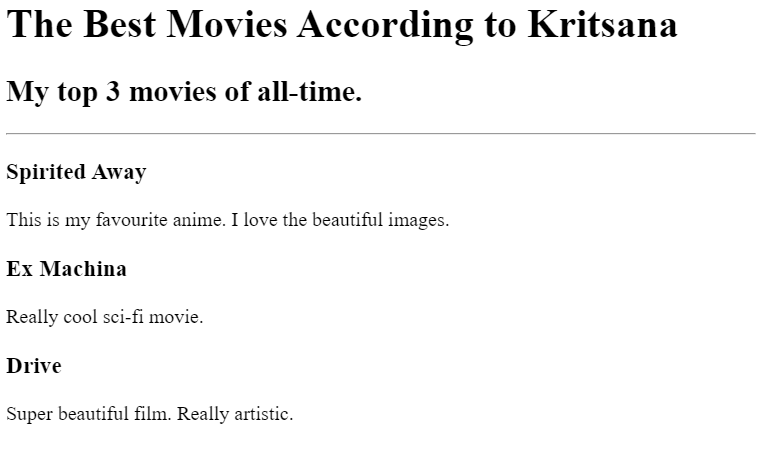 The Best Movies According to Kritsana
My top 3 movies of all-time.
Spirited Away
This is my favourite anime. I love the beautiful images.
Ex Machina
Really cool sci-fi movie.
Drive
Super beautiful film. Really artistic.